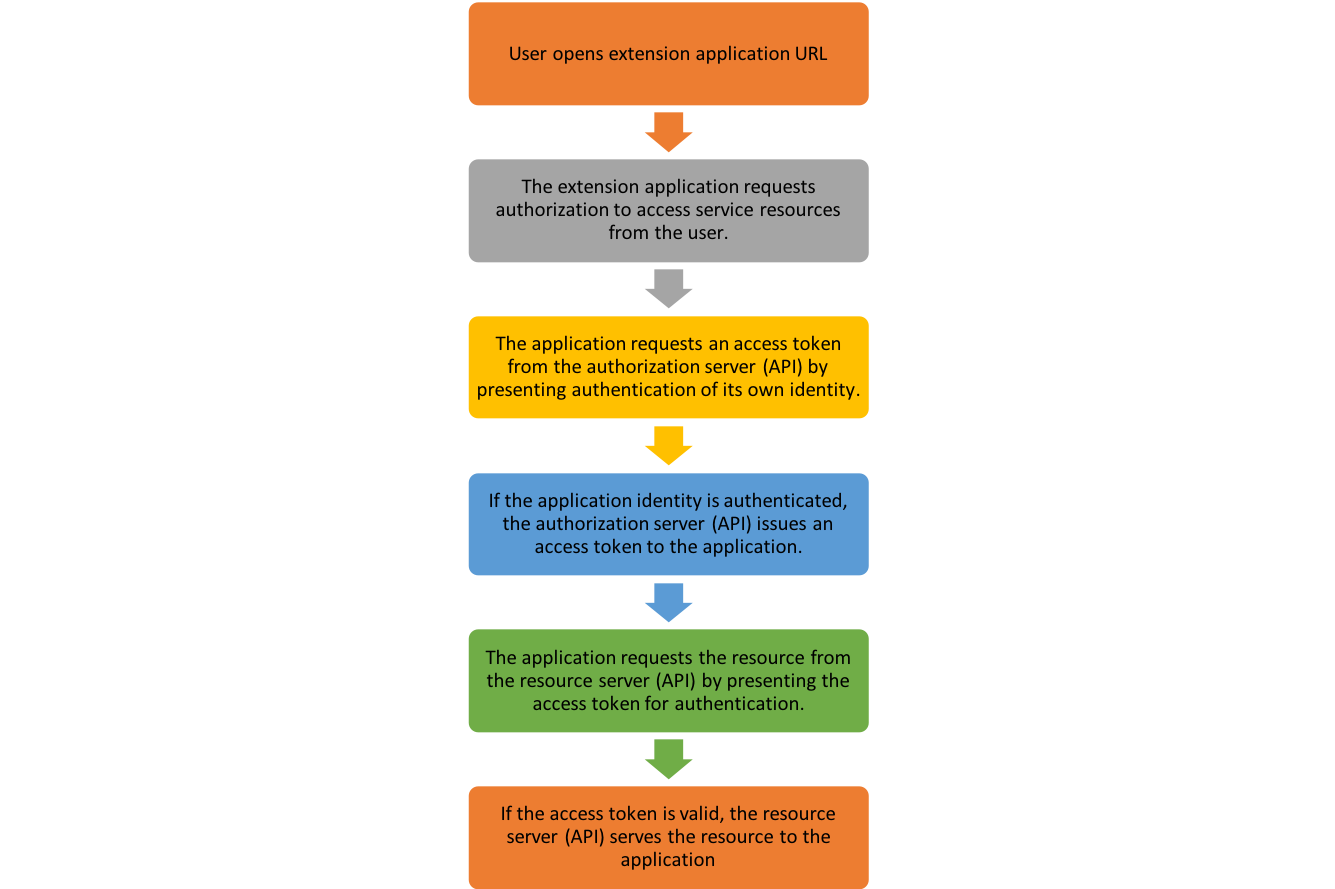 User opens extension application URL
The extension application requests
authorization to access service resources
from the user.
The application requests an access token
from the authorization server (API) by
presenting authentication of its own identity.
If the application identity is authenticated,
the authorization server (API) issues an
access token to the application.
The application requests the resource from
the resource server (API) by presenting the
access token for authentication.
If the access token is valid, the resource
server (API) serves the resource to the
application